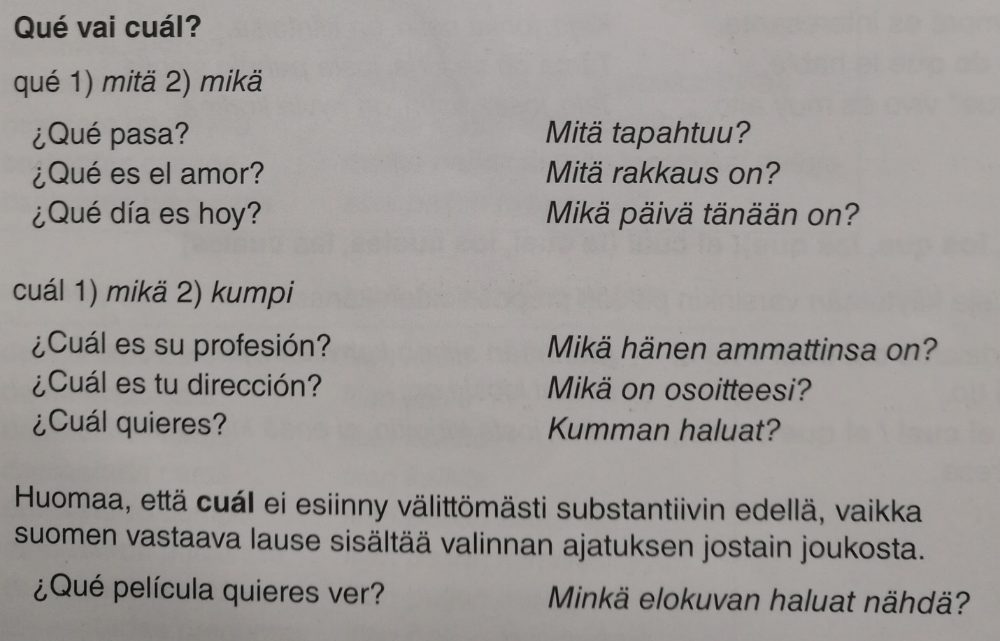 Qué vai cuál?
qué 1) mitä 2) mikä
¿Qué pasa? Mitä tapahtuu?
¿Qué es el amor? Mitä rakkaus on?
¿Qué día es hoy? Mikä päivä tänään on?
cuál 1) mikä 2) kumpi
¿Cuál es su profesión? Mikä hänen ammattinsa on?
¿Cuál es tu dirección? Mikä on osoitteesi?
¿Cuál quieres? Kumman haluat?
Huomaa, että cuál ei esiinny välittömästi substantiivin edellä, vaikka
suomen vastaava lause sisältää valinnan ajatuksen jostain joukosta.
¿Qué película quieres ver? Minkä elokuvan haluat nähdä?